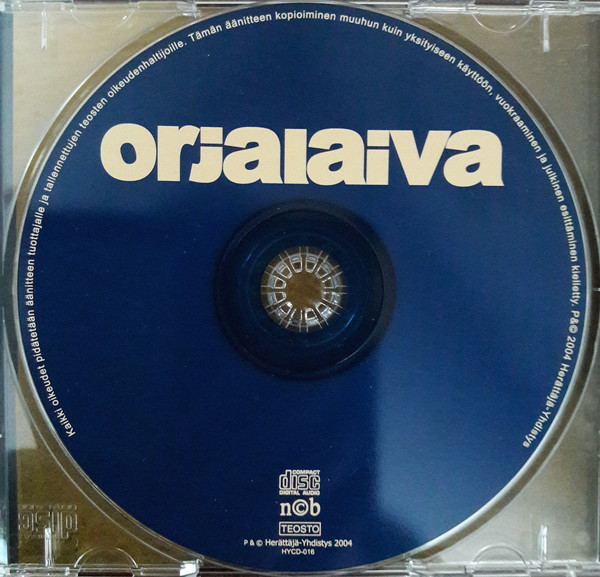 Kaikki oikeudet pidätetään äänitteen tuottajalle ja tallennettujen teosten oikeudenhaltijoille. Tämän äänitteen kopioiminen muuhun kuin yksityiseen käyttöön, vuokraaminen ja julkinen esittäminen kielletty. P&© 2004 Herättäjä-Yhdistys
orjalaiva
COMPACT
disc
DIGITAL AUDIO
n©b
TEOSTO
P & © Herättäjä-Yhdistys 2004
HYCD-016
disc